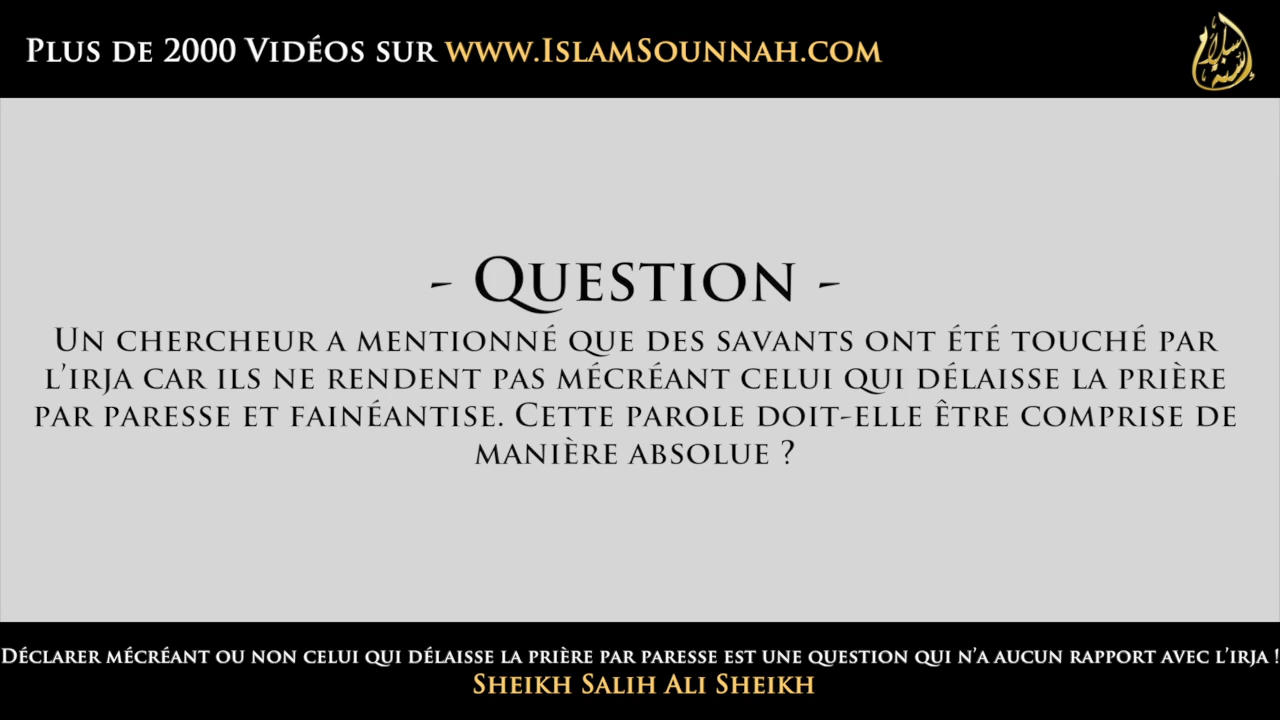 Plus de 2000 Vidéos sur www.IslamSounnah.com
- Question -
Un chercheur a mentionné que des savants ont été touché par
l'irja car ils ne rendent pas mécréant celui qui délaisse la prière
par paresse et fainéantise. Cette parole doit-elle être comprise de
manière absolue ?
Déclarer mécréant ou non celui qui délaisse la prière par paresse est une question qui n'a aucun rapport avec l'irja !
Sheikh Salih Ali Sheikh